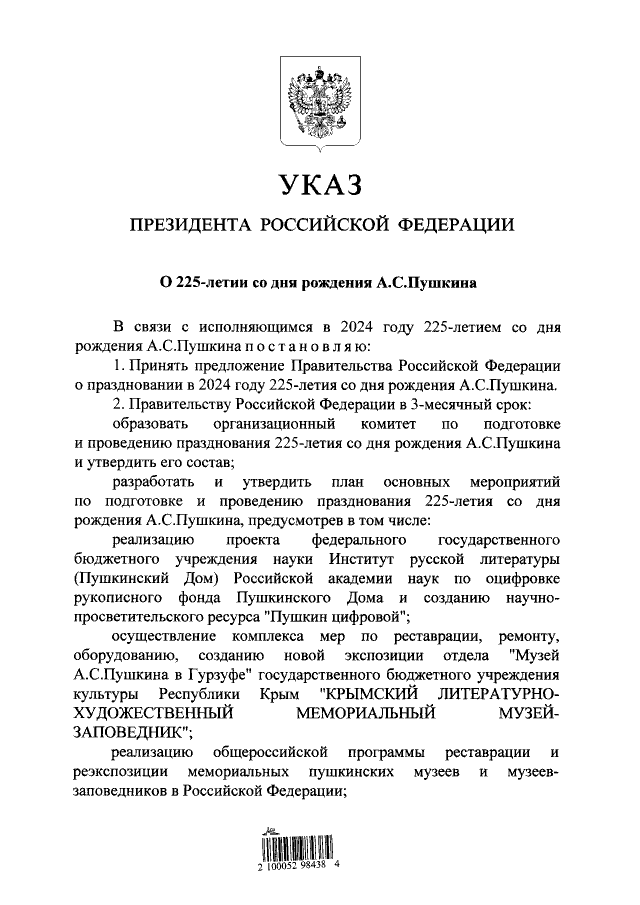 УКАЗ
ПРЕЗИДЕНТА РОССИЙСКОЙ ФЕДЕРАЦИИ
О 225-летии со дня рождения А.С.Пушкина
В связи с исполняющимся в 2024 году 225-летием со дня
рождения А.С.Пушкина п о с т а н о в л я ю:
1. Принять предложение Правительства Российской Федерации
о праздновании в 2024 году 225-летия со дня рождения А.С.Пушкина.
2. Правительству Российской Федерации в 3-месячный срок:
образовать организационный комитет по подготовке
и проведению празднования 225-летия со дня рождения А.С.Пушкина
и утвердить его состав;
разработать и утвердить план основных мероприятий
по подготовке и проведению празднования 225-летия со дня
рождения А.С.Пушкина, предусмотрев в том числе:
реализацию проекта федерального государственного
бюджетного учреждения науки Институт русской литературы
(Пушкинский Дом) Российской академии наук по оцифровке
рукописного фонда Пушкинского Дома и созданию научно-
просветительского ресурса "Пушкин цифровой";
осуществление комплекса мер по реставрации, ремонту,
оборудованию, созданию новой экспозиции отдела "Музей
А.С.Пушкина в Гурзуфе" государственного бюджетного учреждения
культуры Республики Крым "КРЫМСКИЙ ЛИТЕРАТУРНО-
ХУДОЖЕСТВЕННЫЙ МЕМОРИАЛЬНЫЙ МУЗЕЙ-
ЗАПОВЕДНИК";
реализацию общероссийской программы реставрации и
реэкспозиции мемориальных пушкинских музеев и музеев-
заповедников в Российской Федерации;
2 100052 98438 4